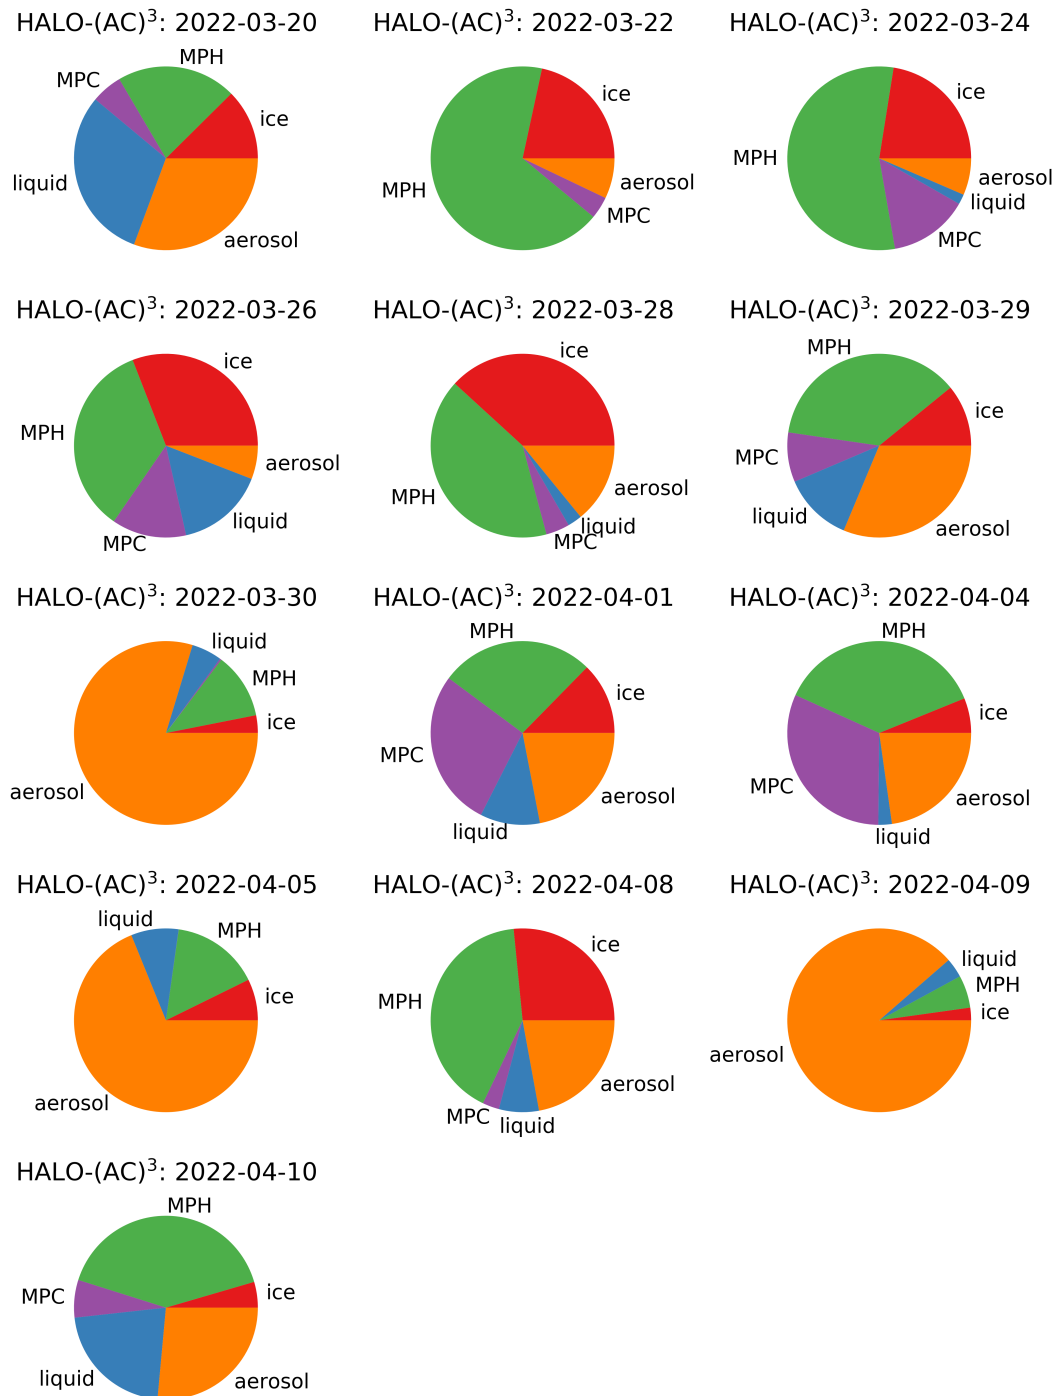 HALO-(AC)³: 2022-03-20
MPH
MPC
ice
liquid
aerosol
HALO-(AC)³: 2022-03-22
ice
MPH
aerosol
MPC
HALO-(AC)³: 2022-03-24
ice
MPH
aerosol
liquid
MPC
HALO-(AC)³: 2022-03-26
ice
MPH
aerosol
liquid
MPC
HALO-(AC)³: 2022-03-28
ice
MPH
aerosol
liquid
MPC
HALO-(AC)³: 2022-03-29
MPH
ice
MPC
liquid
aerosol
HALO-(AC)³: 2022-03-30
liquid
MPH
ice
aerosol
HALO-(AC)³: 2022-04-01
MPH
ice
MPC
aerosol
liquid
HALO-(AC)³: 2022-04-04
MPH
ice
MPC
aerosol
liquid
HALO-(AC)³: 2022-04-05
liquid
MPH
ice
aerosol
HALO-(AC)³: 2022-04-08
ice
MPH
aerosol
MPC
liquid
HALO-(AC)³: 2022-04-09
liquid
MPH
ice
aerosol
HALO-(AC)³: 2022-04-10
MPH
ice
MPC
liquid
aerosol